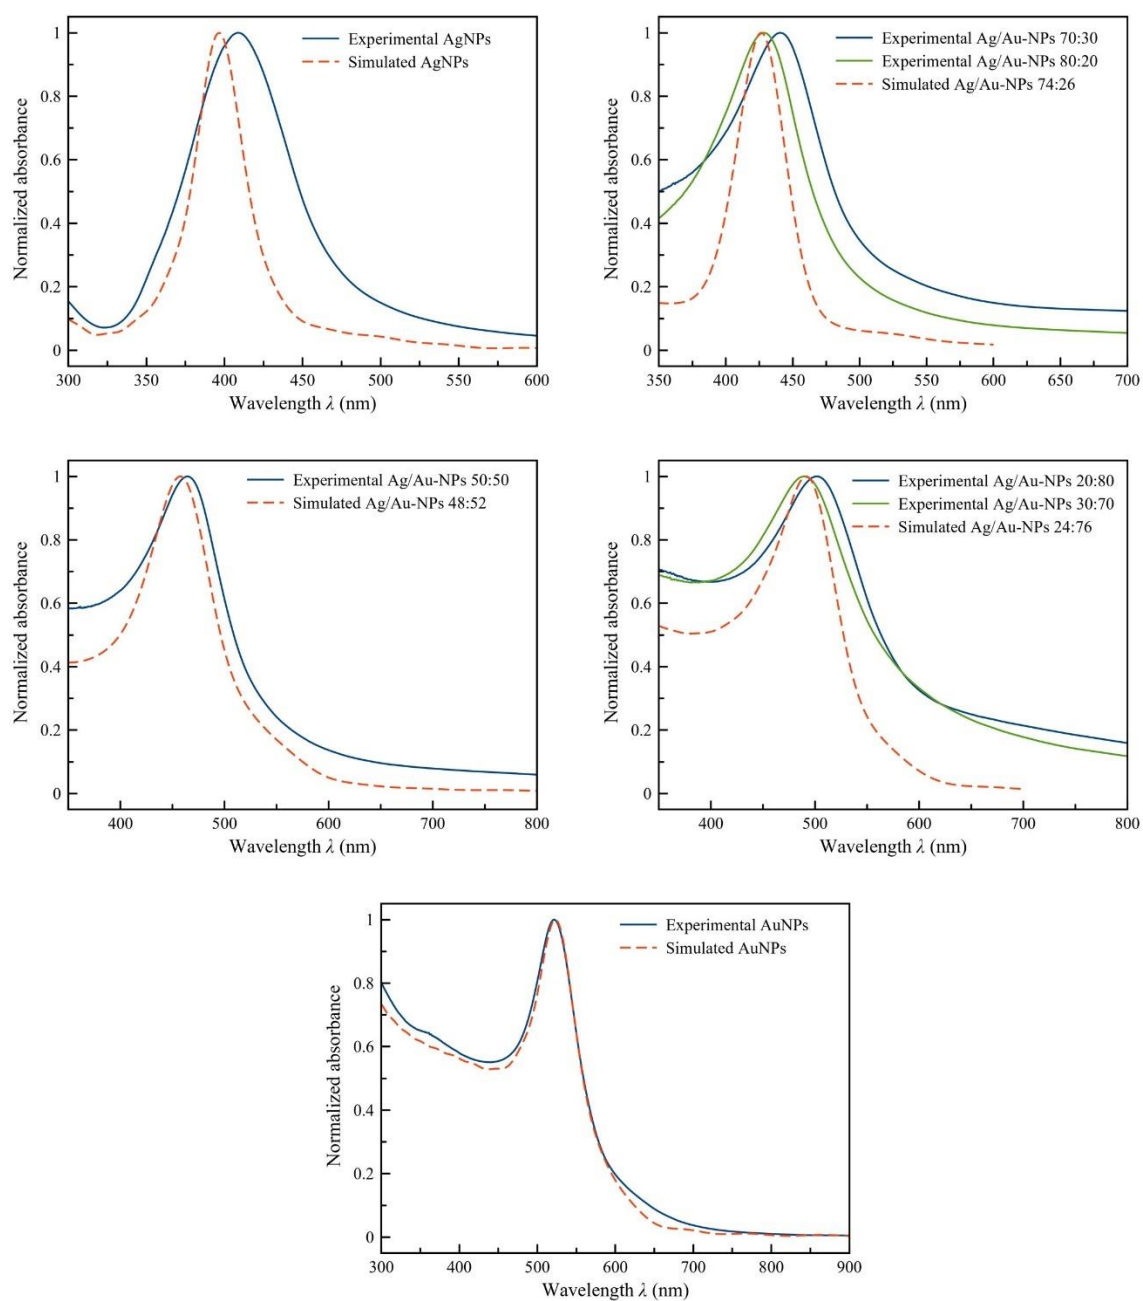 Normalized absorbance
1
0.8
0.6
0.4
0.2
0
300
350
400
450
500
550
600
Wavelength λ (nm)
Experimental AgNPs
Simulated AgNPs
Normalized absorbance
1
0.8
0.6
0.4
0.2
0
350
400
450
500
550
600
650
700
Wavelength λ (nm)
Experimental Ag/Au-NPs 70:30
Experimental Ag/Au-NPs 80:20
Simulated Ag/Au-NPs 74:26
Normalized absorbance
1
0.8
0.6
0.4
0.2
0
400
500
600
700
800
Wavelength λ (nm)
Experimental Ag/Au-NPs 50:50
Simulated Ag/Au-NPs 48:52
Normalized absorbance
1
0.8
0.6
0.4
0.2
0
400
500
600
700
800
Wavelength λ (nm)
Experimental Ag/Au-NPs 20:80
Experimental Ag/Au-NPs 30:70
Simulated Ag/Au-NPs 24:76
Normalized absorbance
1
0.8
0.6
0.4
0.2
0
300
400
500
600
700
800
900
Wavelength λ (nm)
Experimental AuNPs
Simulated AuNPs